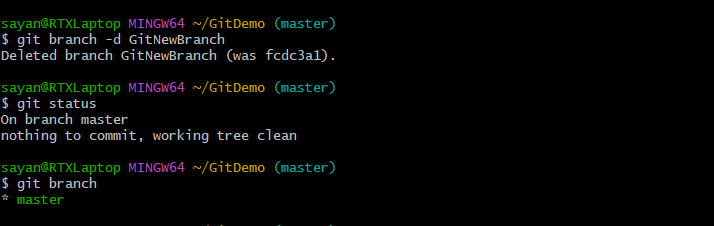 sayan@RTXLaptop MINGW64 ~/GitDemo (master)
$ git branch -d GitNewBranch
Deleted branch GitNewBranch (was fcdc3a1).
sayan@RTXLaptop MINGW64 ~/GitDemo (master)
$ git status
On branch master
nothing to commit, working tree clean
sayan@RTXLaptop MINGW64 ~/GitDemo (master)
$ git branch
* master